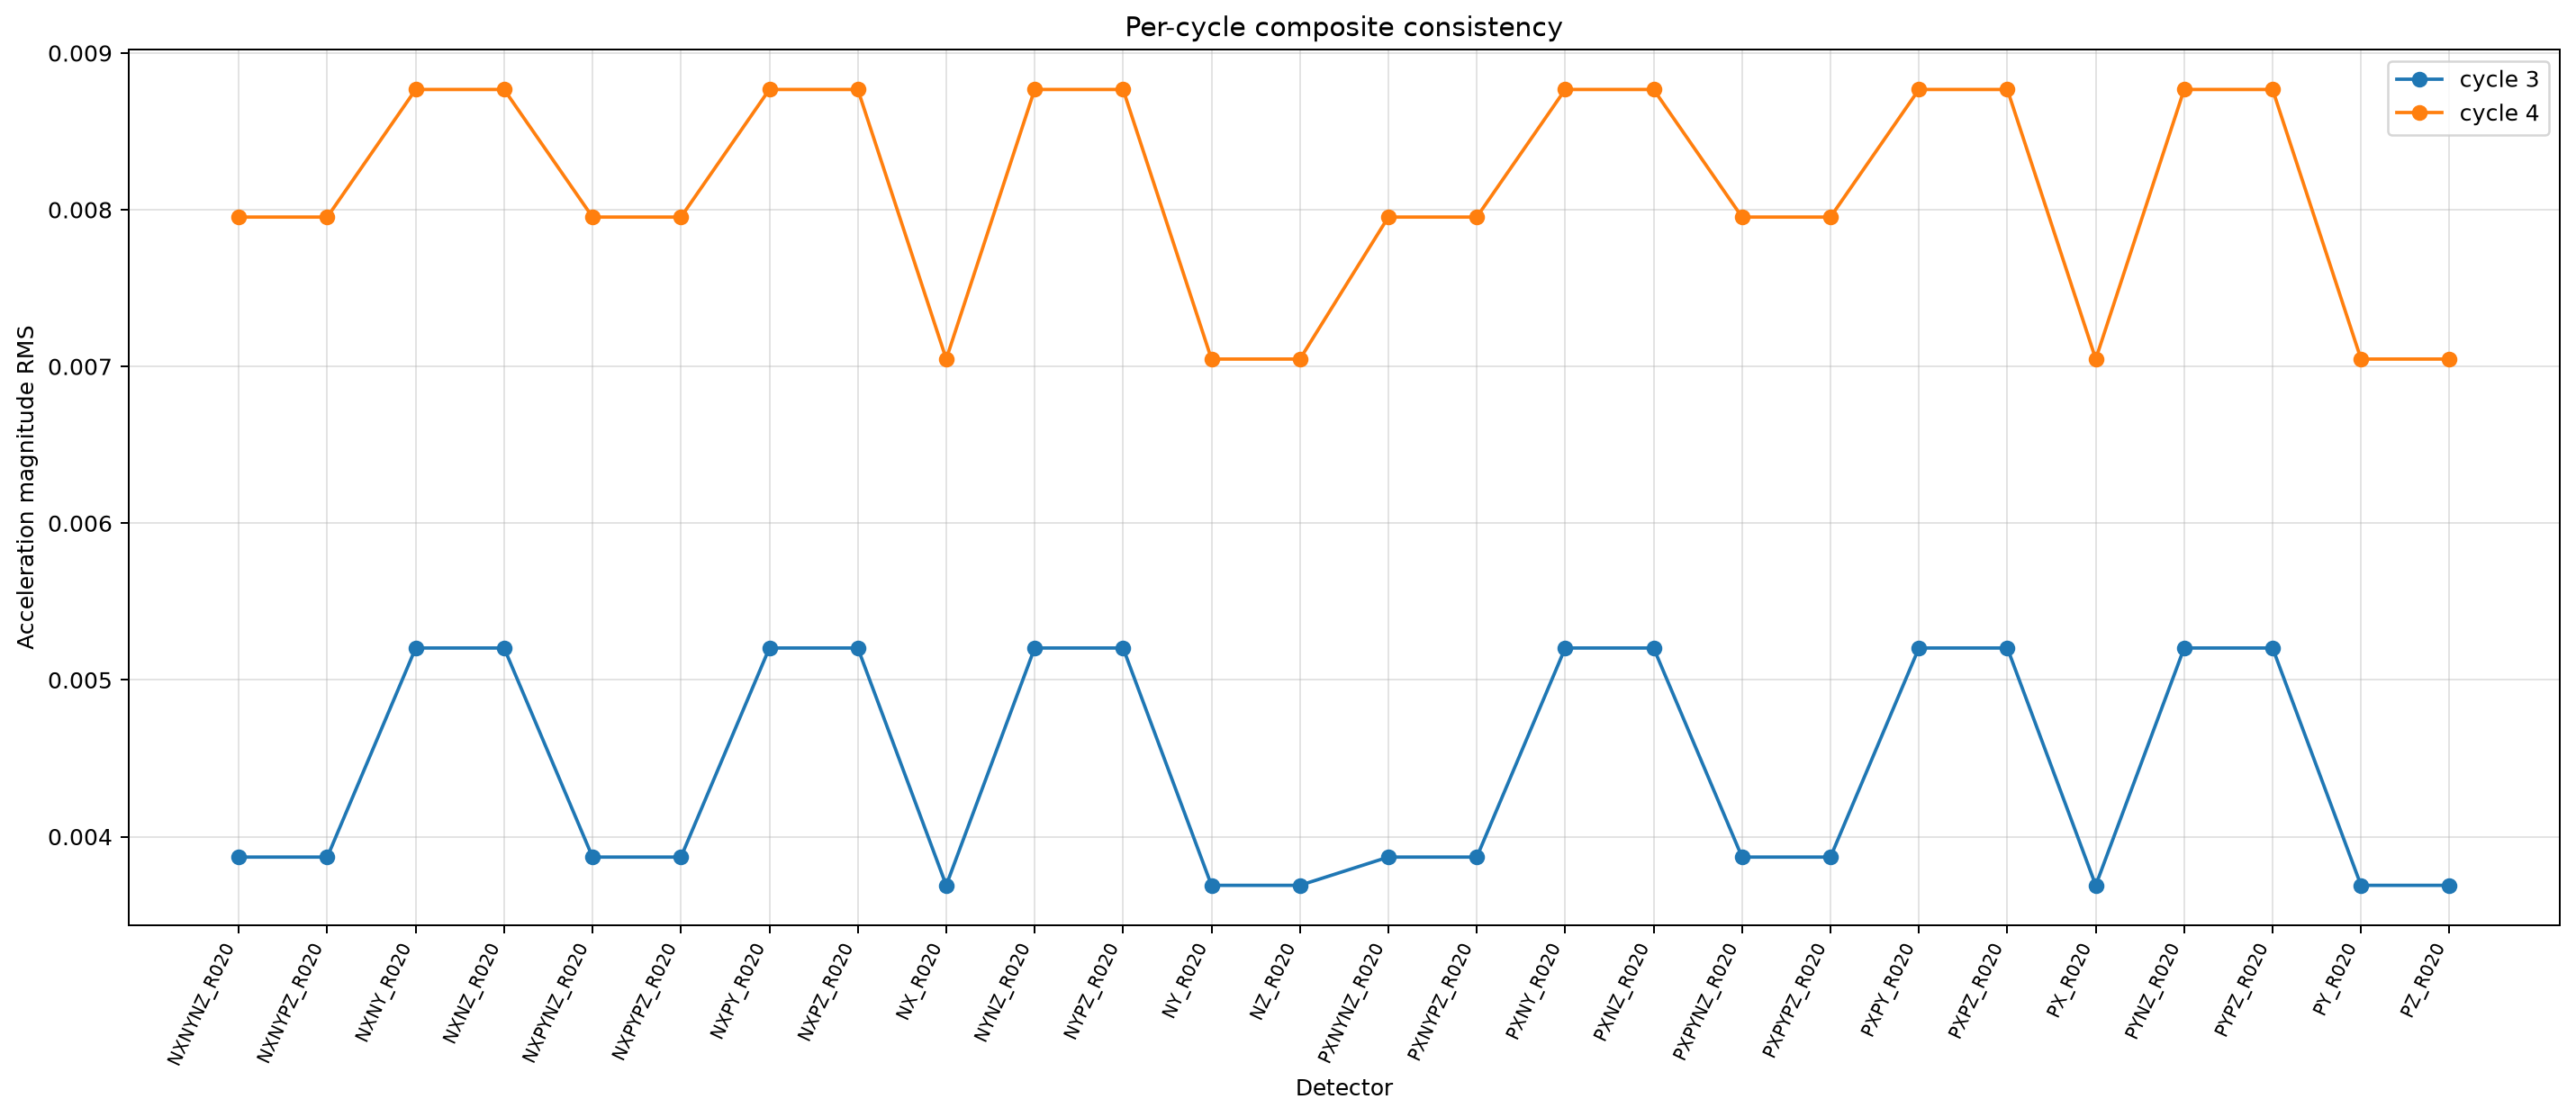 Per-cycle composite consistency
cycle 3
cycle 4
Acceleration magnitude RMS
0.009
0.008
0.007
0.006
0.005
0.004
NXNYNZ_R020
NXNYPZ_R020
NXNY_R020
NXNZ_R020
NXPYNZ_R020
NXPYPZ_R020
NXPY_R020
NXPZ_R020
NX_R020
NYNZ_R020
NYPZ_R020
NY_R020
NZ_R020
PXNYNZ_R020
PXNYPZ_R020
PXNY_R020
PXNZ_R020
PXPYNZ_R020
PXPYPZ_R020
PXPY_R020
PXPZ_R020
PX_R020
PYNZ_R020
PYPZ_R020
PY_R020
PZ_R020
Detector